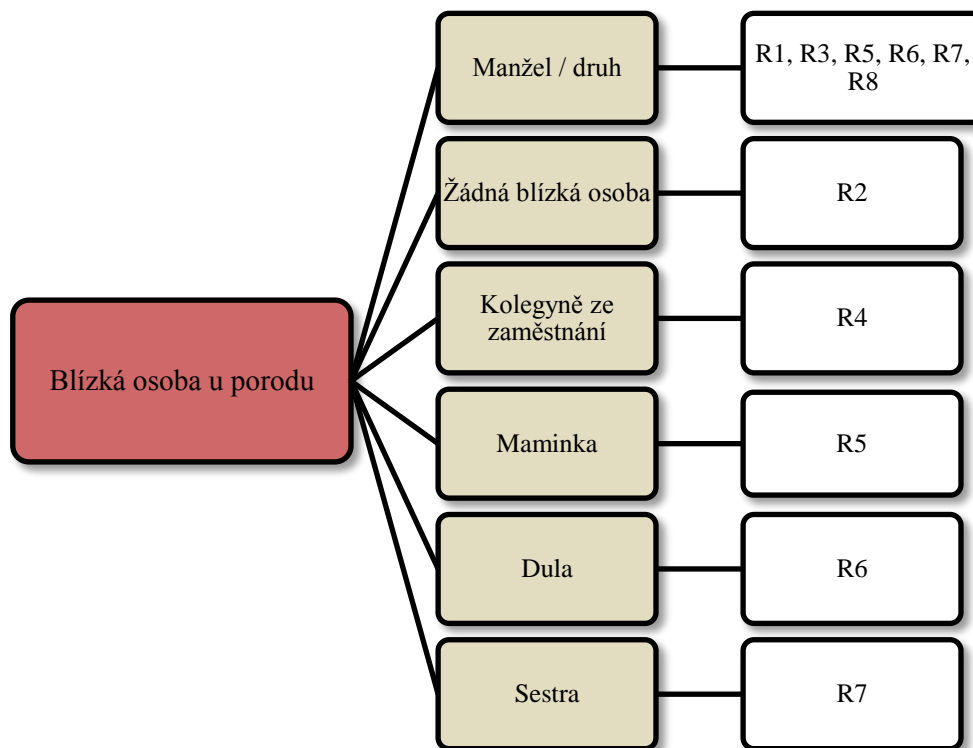 Blízká osoba u porodu
Manžel / druh
R1, R3, R5, R6, R7,
R8
Žádná blízká osoba
R2
Kolegyně ze
zaměstnání
R4
Maminka
R5
Dula
R6
Sestra
R7